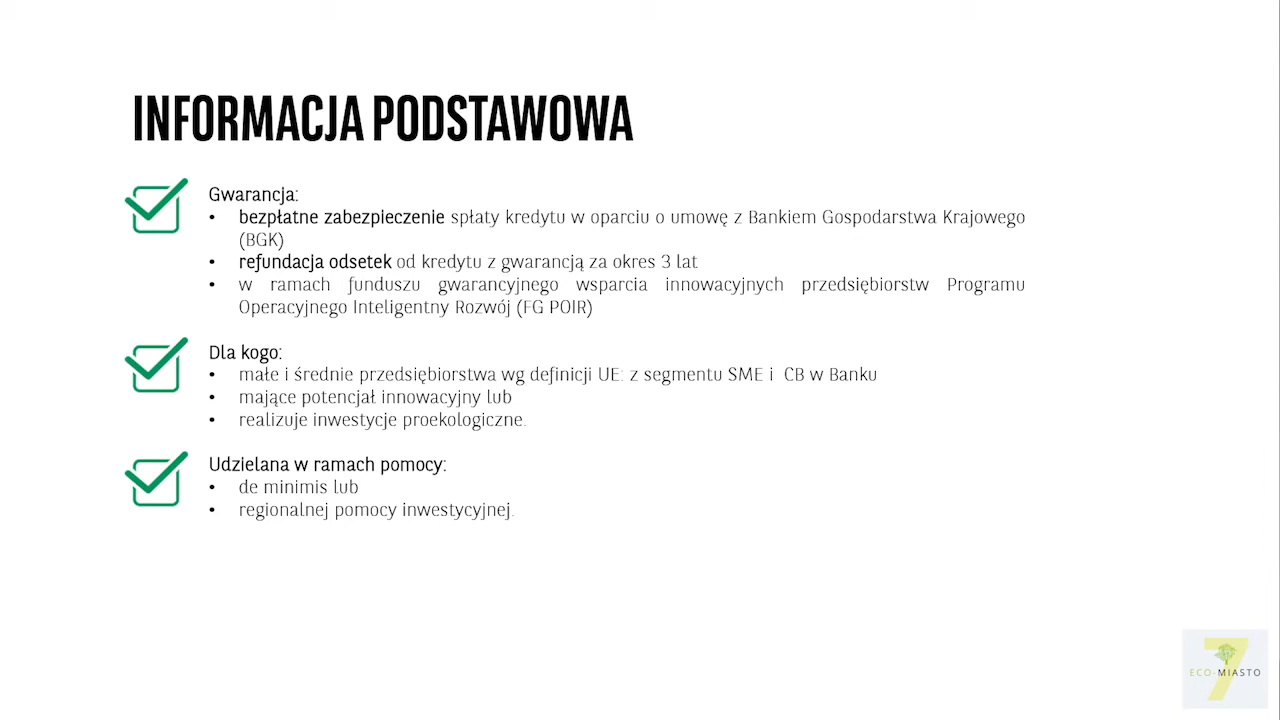 INFORMACJA PODSTAWOWA
Gwarancja:
• bezpłatne zabezpieczenie spłaty kredytu w oparciu o umowę z Bankiem Gospodarstwa Krajowego
(BGK)
• refundacja odsetek od kredytu z gwarancją za okres 3 lat
• w ramach funduszu gwarancyjnego wsparcia innowacyjnych przedsiębiorstw Programu
Operacyjnego Inteligentny Rozwój (FG POIR)
Dla kogo:
• małe i średnie przedsiębiorstwa wg definicji UE: z segmentu SME i CB w Banku
• mające potencjał innowacyjny lub
• realizuje inwestycje proekologiczne.
Udzielana w ramach pomocy:
• de minimis lub
• regionalnej pomocy inwestycyjnej.
7
ECO-MIASTO